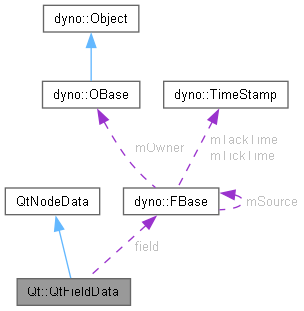 dyno::Object
dyno::OBase
dyno::TimeStamp
mTackTime
mTickTime
mOwner
QtNodeData
dyno::FBase
mSource
field
Qt::QtFieldData